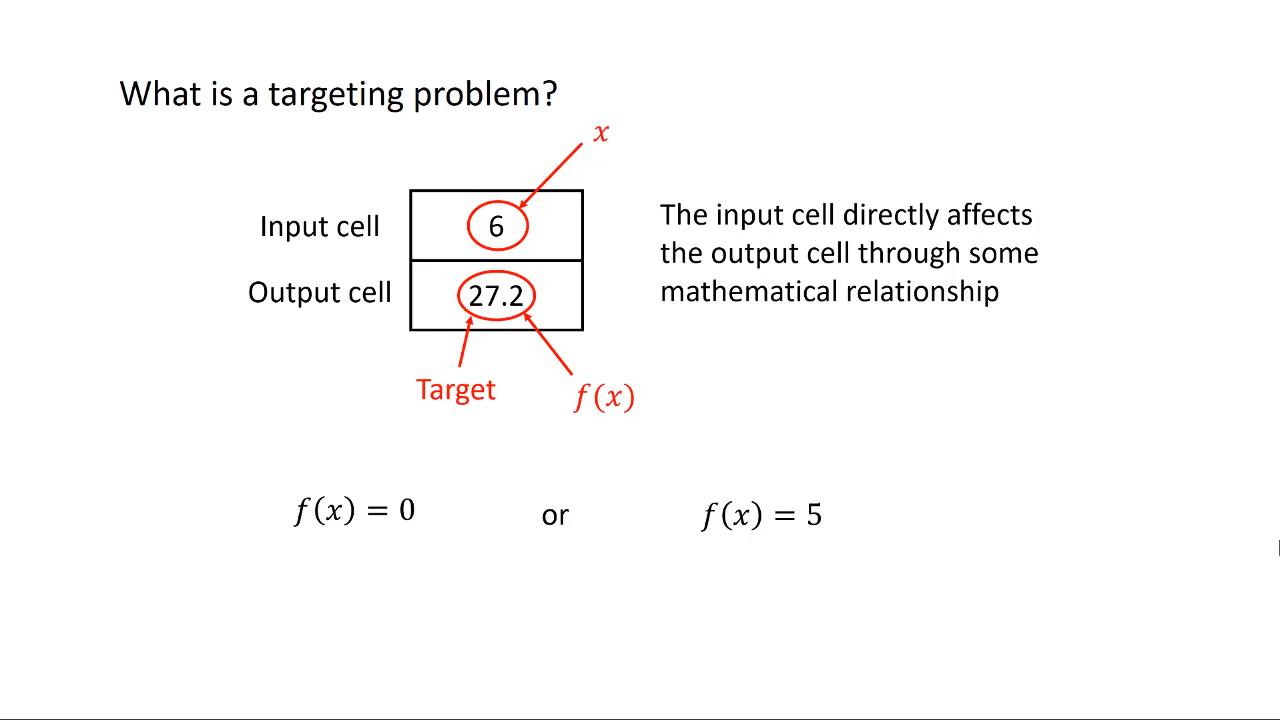 What is a targeting problem?
x
Input cell
6
The input cell directly affects
the output cell through some
mathematical relationship
Output cell
27.2
Target
f(x)
f(x) = 0
or
f(x) = 5